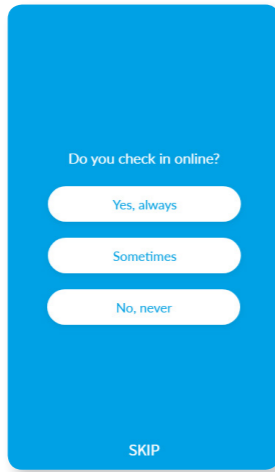 Do you check in online?
Yes, always
Sometimes
No, never
SKIP